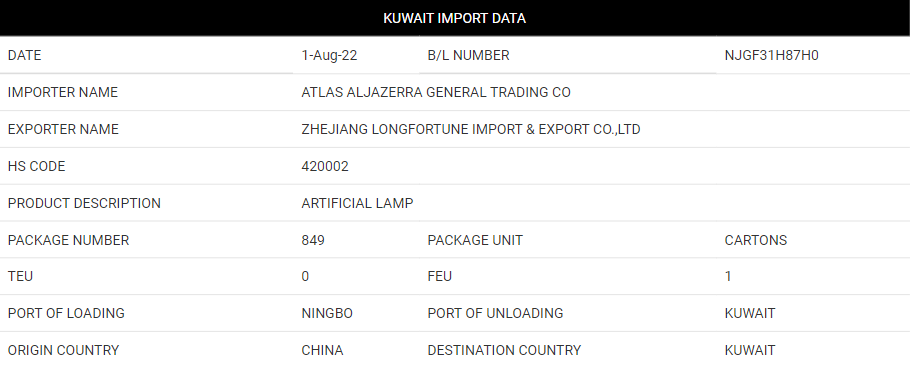 KUWAIT IMPORT DATA
DATE 1-Aug-22 B/L NUMBER NJGF31H87H0
IMPORTER NAME ATLAS ALJAZERRA GENERAL TRADING CO
EXPORTER NAME ZHEJIANG LONGFORTUNE IMPORT & EXPORT CO.,LTD
HS CODE 420002
PRODUCT DESCRIPTION ARTIFICIAL LAMP
PACKAGE NUMBER 849 PACKAGE UNIT CARTONS
TEU 0 FEU 1
PORT OF LOADING NINGBO PORT OF UNLOADING KUWAIT
ORIGIN COUNTRY CHINA DESTINATION COUNTRY KUWAIT